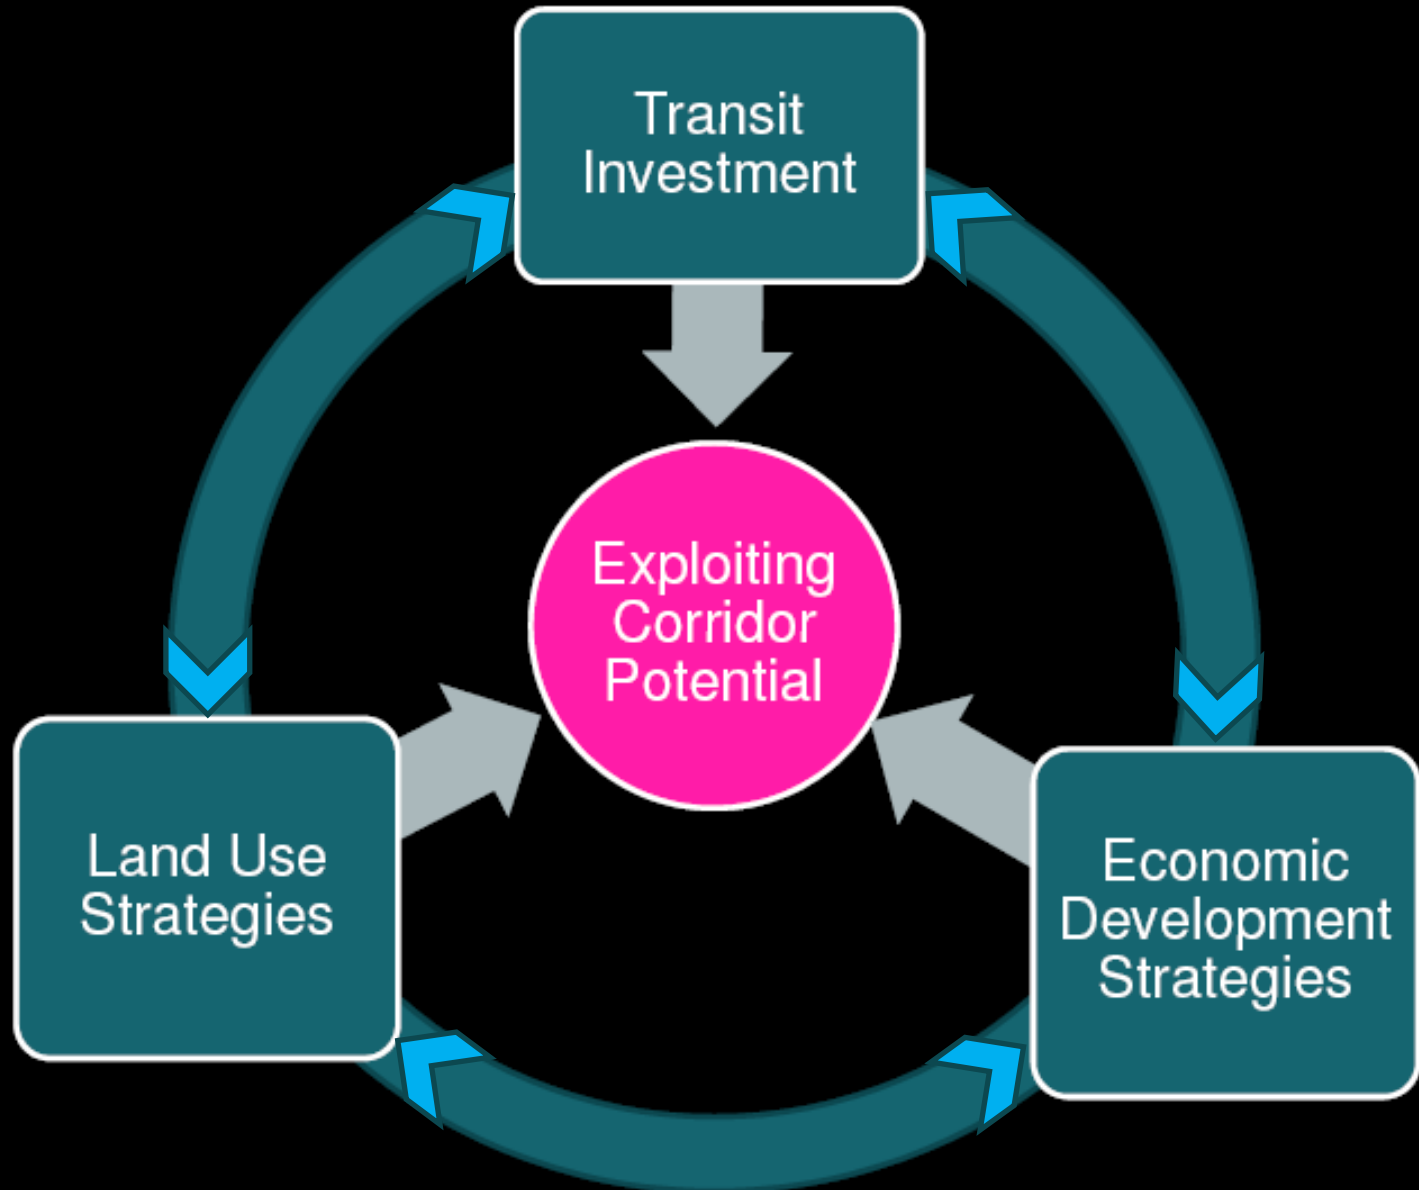 Transit
Investment
Exploiting
Corridor
Potential
Land Use
Strategies
Economic
Development
Strategies